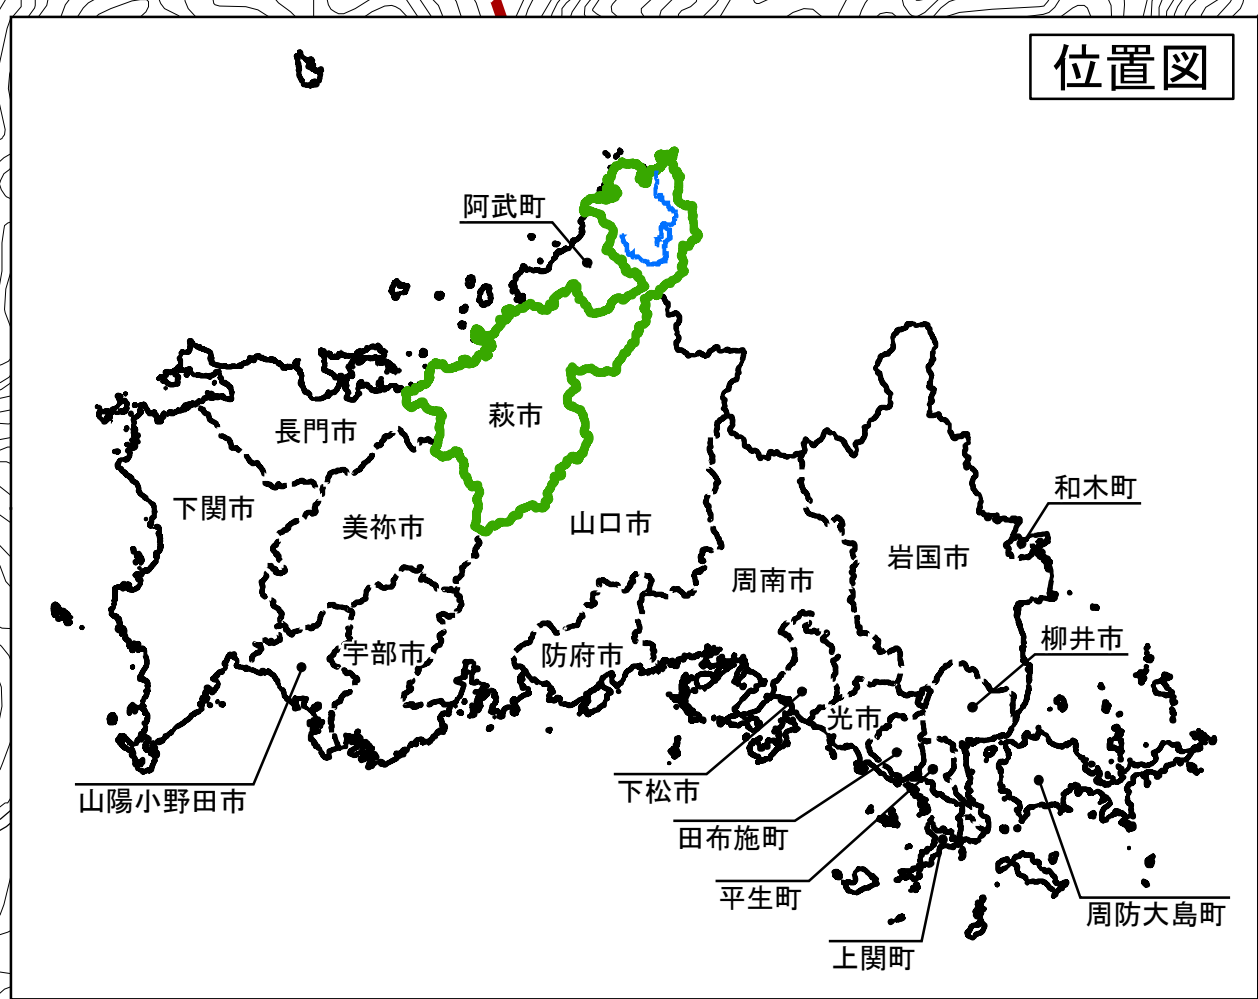 位置図
阿武町
萩市
長門市
下関市
美祢市
山口市
和木町
岩国市
周南市
柳井市
宇部市
防府市
光市
下松市
山陽小野田市
田布施町
平生町
周防大島町
上関町